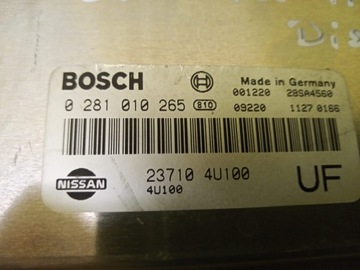 Dis
BOSCH
Made in Germany
001220 28SA4560
0 281 010 265 810 09220 1127 0166
NISSAN 23710 4U100 UF
4U100